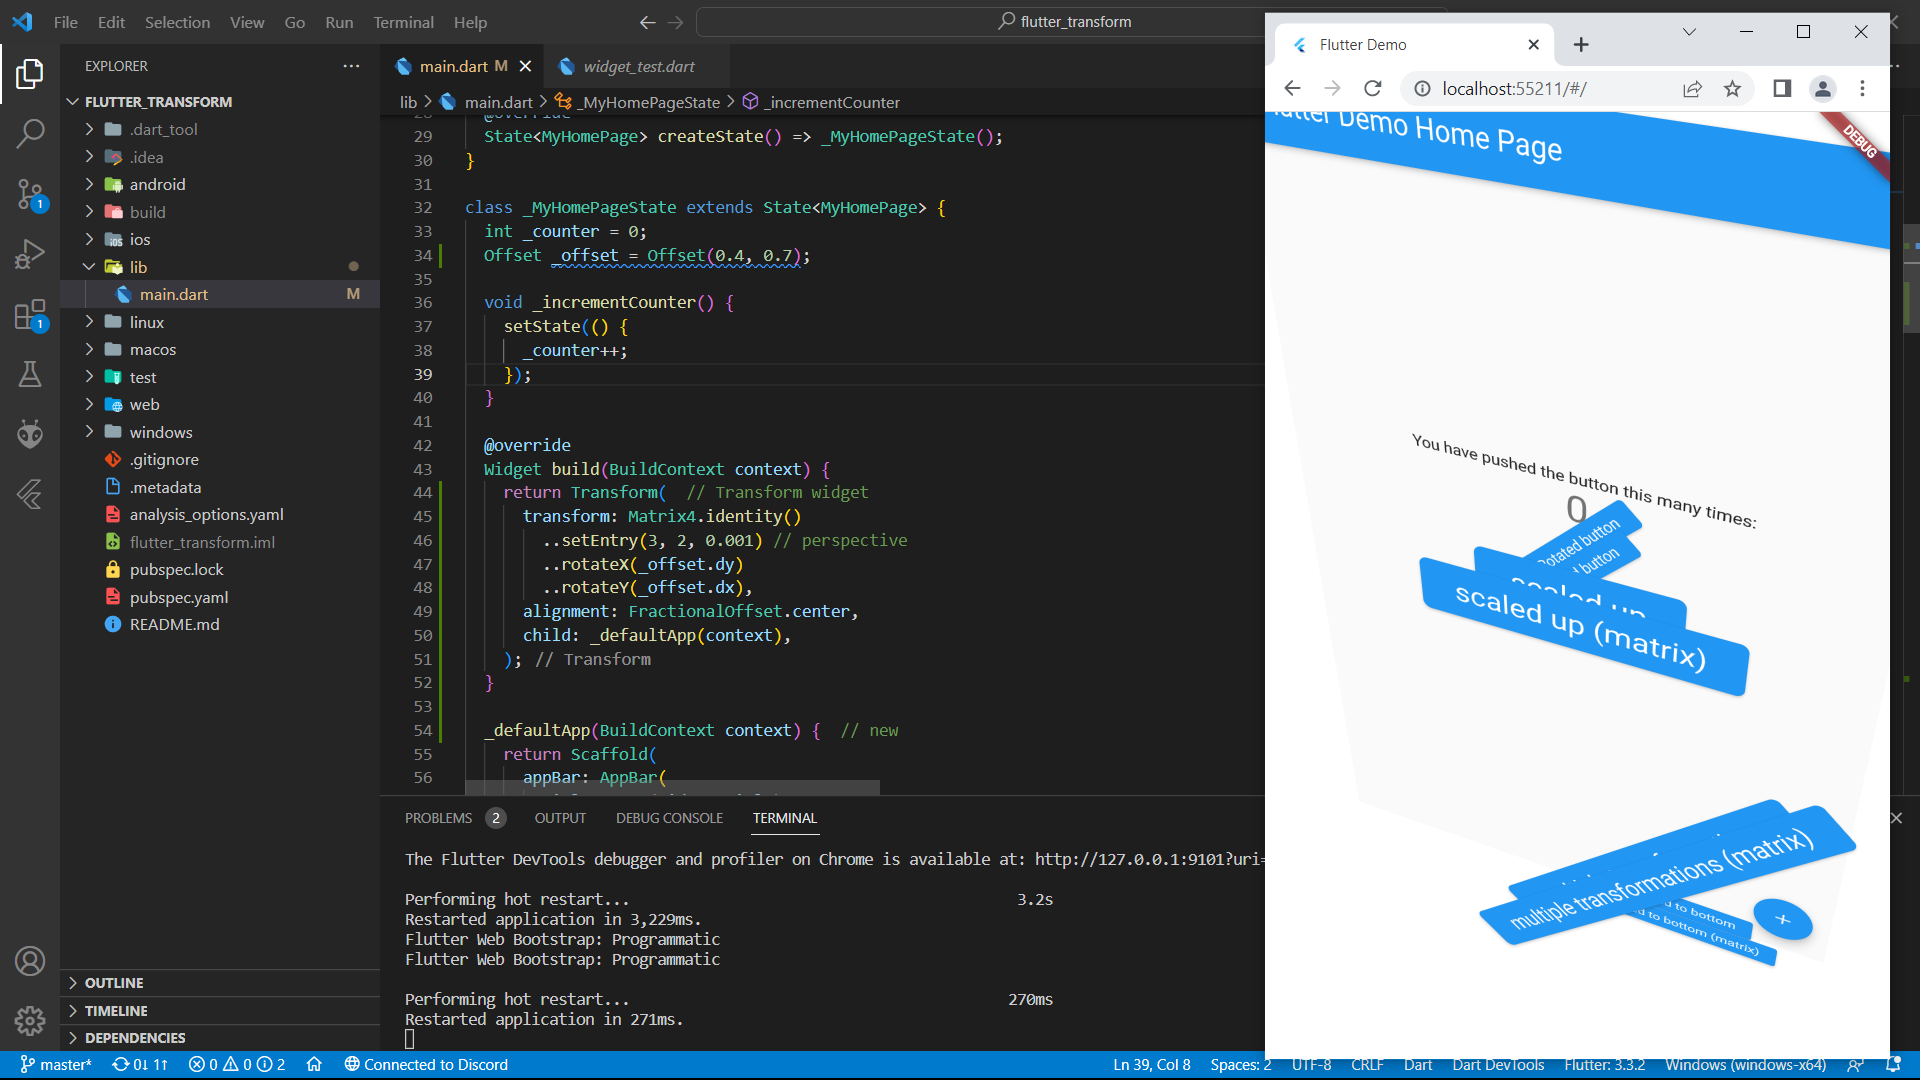 File Edit Selection View Go Run Terminal Help
flutter_transform
EXPLORER
FLUTTER_TRANSFORM
.dart_tool
.idea
android
build
ios
lib
main.dart M
linux
macos
test
web
windows
.gitignore
.metadata
analysis_options.yaml
flutter_transform.iml
pubspec.lock
pubspec.yaml
README.md
OUTLINE
TIMELINE
DEPENDENCIES
main.dart M
widget_test.dart
lib > main.dart > _MyHomePageState > _incrementCounter
28 @override
29 State<MyHomePage> createState() => _MyHomePageState();
30 }
31
32 class _MyHomePageState extends State<MyHomePage> {
33 int _counter = 0;
34 Offset _offset = Offset(0.4, 0.7);
35
36 void _incrementCounter() {
37 setState(() {
38 _counter++;
39 });
40 }
41
42 @override
43 Widget build(BuildContext context) {
44 return Transform(  // Transform widget
45 transform: Matrix4.identity()
46 ..setEntry(3, 2, 0.001) // perspective
47 ..rotateX(_offset.dy)
48 ..rotateY(_offset.dx),
49 alignment: FractionalOffset.center,
50 child: _defaultApp(context),
51 ); // Transform
52 }
53
54 _defaultApp(BuildContext context) {  // new
55 return Scaffold(
56 appBar: AppBar(
PROBLEMS 2 OUTPUT DEBUG CONSOLE TERMINAL
The Flutter DevTools debugger and profiler on Chrome is available at: http://127.0.0.1:9101?uri=
Performing hot restart... 3.2s
Restarted application in 3,229ms.
Flutter Web Bootstrap: Programmatic
Flutter Web Bootstrap: Programmatic
Performing hot restart... 270ms
Restarted application in 271ms.
Flutter Demo
localhost:55211/#/
utter Demo Home Page
DEBUG
You have pushed the button this many times:
0
Rotated button
d button
scaled up
scaled up (matrix)
multiple transformations (matrix)
d to bottom
d to bottom (matrix)
+
1
1
master* 0↓ 1↑ 0 0 2 Connected to Discord Ln 39, Col 8 Spaces: 2 UTF-8 CRLF Dart Dart DevTools Flutter: 3.3.2 Windows (windows-x64)